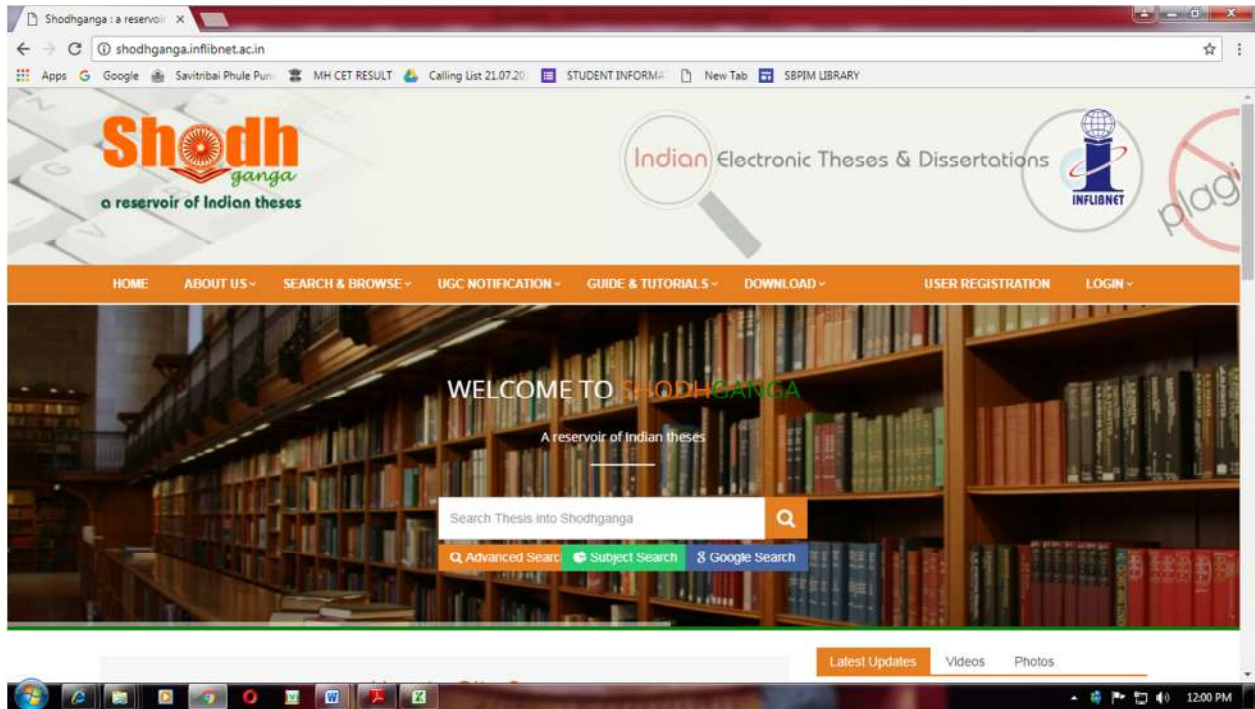 Shodhganga : a reservoir
shodhganga.inflibnet.ac.in
Apps Google Savitribai Phule Pun MH CET RESULT Calling List 21.07.20 STUDENT INFORMA New Tab SBPIM LIBRARY
Shodh
ganga
a reservoir of Indian theses
Indian Electronic Theses & Dissertations
INFLIBNET
plagi
HOME ABOUT US SEARCH & BROWSE UGC NOTIFICATION GUIDE & TUTORIALS DOWNLOAD USER REGISTRATION LOGIN
WELCOME TO SHODHGANGA
A reservoir of Indian theses
Search Thesis into Shodhganga
Advanced Searc Subject Search Google Search
Latest Updates Videos Photos
12:00 PM